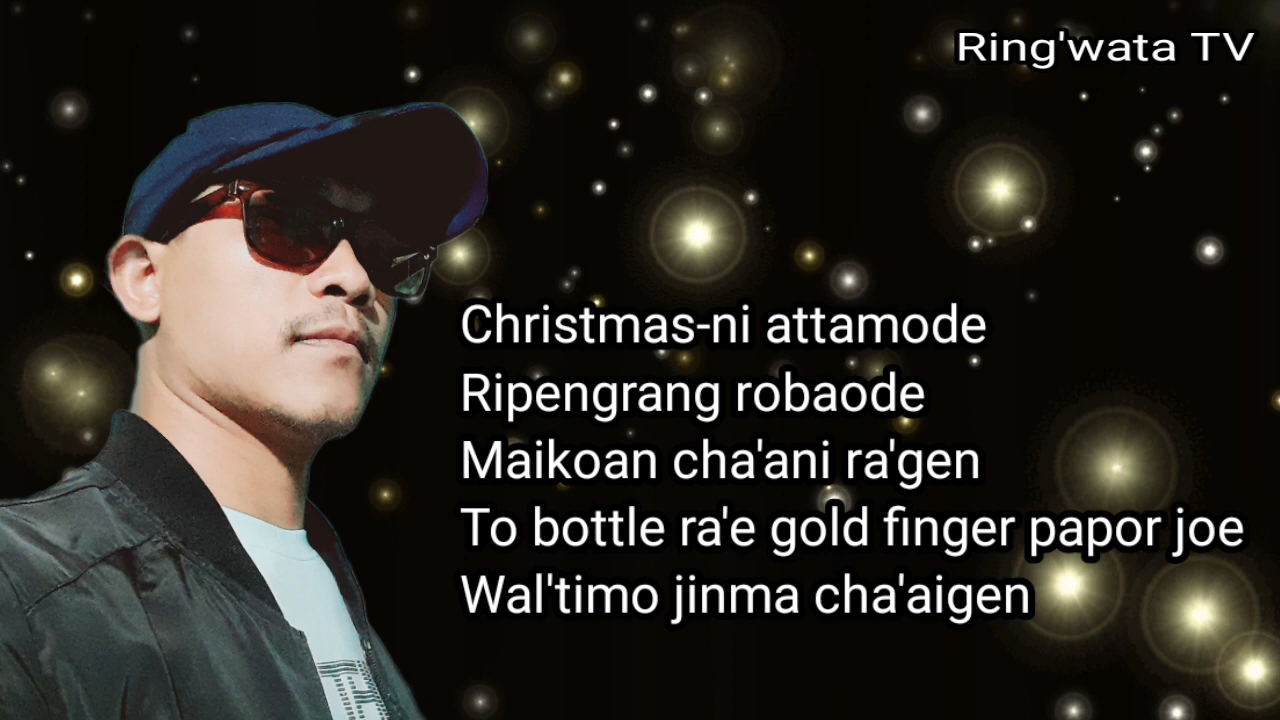 Ring'wata TV
Christmas-ni attamode
Ripengrang robaode
Maikoan cha'ani ra'gen
To bottle ra'e gold finger papor joe
Wal'timo jinma cha'aigen